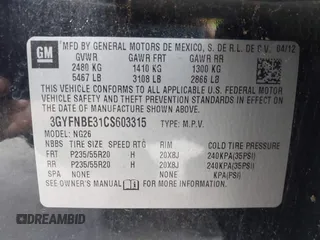 GM
MFD BY GENERAL MOTORS DE MEXICO, S. DE R.L. DE C.V. 04/12
GVWR GAWR FRT GAWR RR
2480 KG 1410 KG 1300 KG
5467 LB 3108 LB 2866 LB
THIS VEHICLE CONFORMS TO ALL APPLICABLE U.S. FEDERAL
MOTOR VEHICLE SAFETY, BUMPER, AND THEFT
PREVENTION STANDARDS IN EFFECT ON THE
DATE OF MANUFACTURE SHOWN ABOVE.
3GYFNBE31CS603315 TYPE: M.P.V.
MODEL: NG26
NBBS TIRE SIZE SPEED RTG RIM COLD TIRE PRESSURE
FRT P235/55R20 H 20X8J 240KPA(35PSI)
RR P235/55R20 H 20X8J 240KPA(35PSI)
SPA NONE NONE KPA( PSI)
SEE OWNER'S MANUAL FOR MORE INFORMATION.
DREAMBID